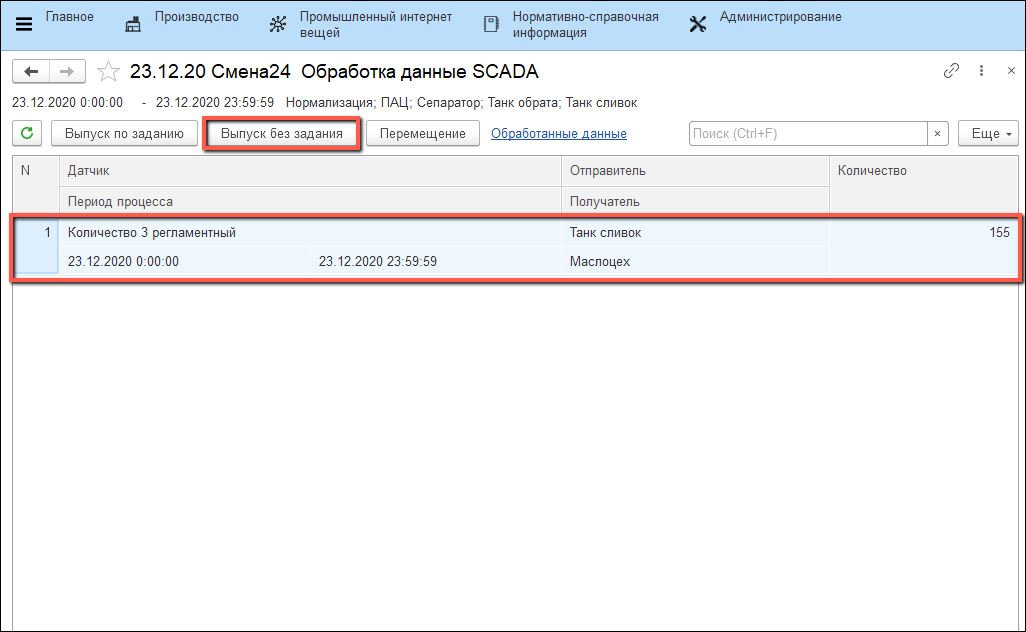 Главное
Производство
Промышленный интернет
вещей
Нормативно-справочная
информация
Администрирование
23.12.20 Смена24 Обработка данные SCADA
23.12.2020 0:00:00 - 23.12.2020 23:59:59 Нормализация; ПАЦ; Сепаратор; Танк обрата; Танк сливок
Выпуск по заданию Выпуск без задания Перемещение Обработанные данные Поиск (Ctrl+F) × Еще
N Датчик Отправитель Количество
Период процесса Получатель
1 Количество 3 регламентный Танк сливок 155
23.12.2020 0:00:00 23.12.2020 23:59:59 Маслоцех